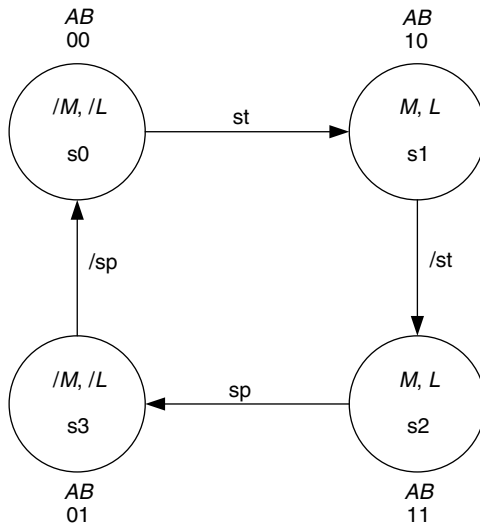 AB
00
AB
10
/M, /L
s0
st
M, L
s1
/sp
/st
/M, /L
s3
sp
M, L
s2
AB
01
AB
11